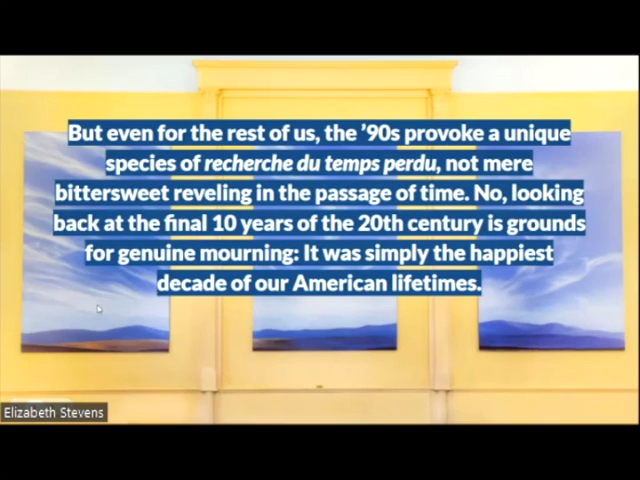 But even for the rest of us, the ’90s provoke a unique
species of recherche du temps perdu, not mere
bittersweet reveling in the passage of time. No, looking
back at the final 10 years of the 20th century is grounds
for genuine mourning: It was simply the happiest
decade of our American lifetimes.
Elizabeth Stevens